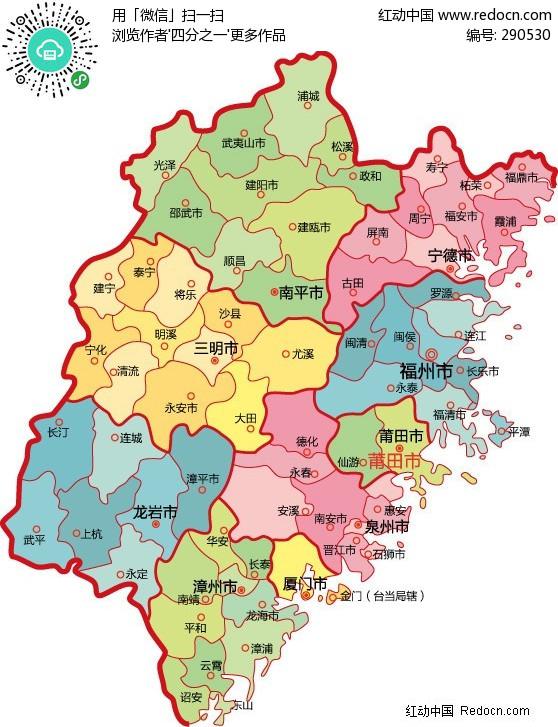 用「微信」扫一扫
浏览作者'四分之一'更多作品
红动中国 www.redocn.com
编号: 290530
浦城
武夷山市
松溪
光泽
政和
建阳市
邵武市
建瓯市
顺昌
南平市
寿宁
柘荣
福鼎市
周宁
福安市
霞浦
屏南
宁德市
古田
泰宁
建宁
将乐
沙县
明溪
三明市
宁化
清流
尤溪
永安市
大田
罗源
连江
闽清
闽侯
福州市
长乐市
永泰
福清市
平潭
长汀
连城
漳平市
龙岩市
武平
上杭
永定
德化
莆田市
仙游
莆田市
永春
安溪
南安市
惠安
泉州市
晋江市
石狮市
华安
长泰
漳州市
厦门市
金门（台当局辖）
南靖
龙海市
平和
漳浦
云霄
诏安
东山
红动中国 Redocn.com